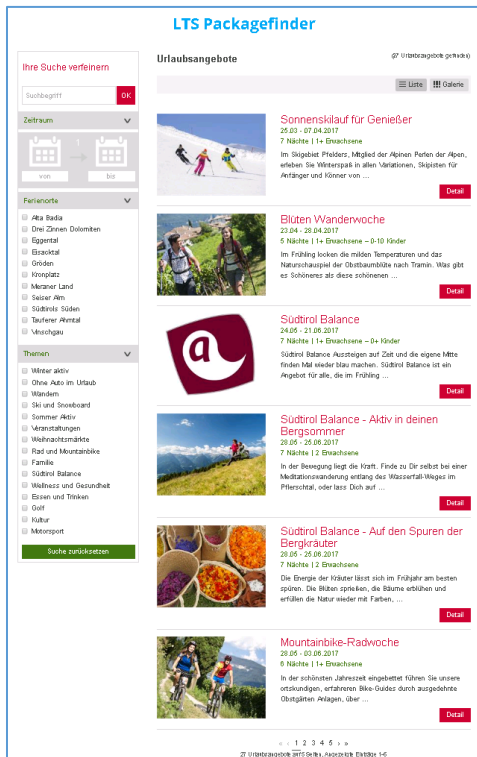 LTS Packagefinder
Ihre Suche verfeinern
Suchbegriff
OK
Zeitraum
von
bis
Ferienorte
Alta Badia
Drei Zinnen Dolomiten
Eggental
Eisacktal
Gröden
Kronplatz
Meraner Land
Seiser Alm
Südtirols Süden
Tauferer Ahrntal
Vinschgau
Themen
Winter aktiv
Ohne Auto im Urlaub
Wandern
Ski und Snowboard
Sommer Aktiv
Veranstaltungen
Weihnachtsmärkte
Rad und Mountainbike
Familie
Südtirol Balance
Wellness und Gesundheit
Essen und Trinken
Golf
Kultur
Motorsport
Suche zurücksetzen
Urlaubsangebote
(27 Urlaubsangebote gefunden)
Liste
Galerie
Sonnenskilauf für Genießer
25.03 - 07.04.2017
7 Nächte | 1+ Erwachsene
Im Skigebiet Pfelders, Mitglied der Alpinen Perlen der Alpen,
erleben Sie Winterspaß in allen Variationen, Skipisten für
Anfänger und Könner von ...
Detail
Blüten Wanderwoche
23.04 - 28.04.2017
5 Nächte | 1+ Erwachsene – 0-10 Kinder
Im Frühling locken die milden Temperaturen und das
Naturschauspiel der Obstbaumblüte nach Tramin. Was gibt
es Schöneres als diese schönenen ...
Detail
Südtirol Balance
24.05 - 21.06.2017
7 Nächte | 1+ Erwachsene – 0+ Kinder
Südtirol Balance Aussteigen auf Zeit und die eigene Mitte
finden Mal wieder blau machen. Südtirol Balance ist ein
Angebot für alle, die im Frühling ...
Detail
Südtirol Balance - Aktiv in deinen
Bergsommer
28.05 - 25.06.2017
7 Nächte | 2 Erwachsene
In der Bewegung liegt die Kraft. Finde zu Dir selbst bei einer
Meditationswanderung entlang des Wasserfall-Weges im
Pflerschtal, oder lass Dich auf ...
Detail
Südtirol Balance - Auf den Spuren der
Bergkräuter
28.05 - 25.06.2017
7 Nächte | 2 Erwachsene
Die Energie der Kräuter lässt sich im Frühjahr am besten
spüren. Die Blüten sprießen, die Bäume erblühen und
erfüllen die Natur wieder mit Farben, ...
Detail
Mountainbike-Radwoche
28.05 - 03.06.2017
6 Nächte | 1+ Erwachsene
In der schönsten Jahreszeit eingebettet führen Sie unsere
ortskundigen, erfahreren Bike-Guides durch ausgedehnte
Obstgärten Anlagen, über ...
Detail
« ‹ 1 2 3 4 5 › »
27 Urlaubsangebote auf 5 Seiten, Angezeigte Einträge 1-6